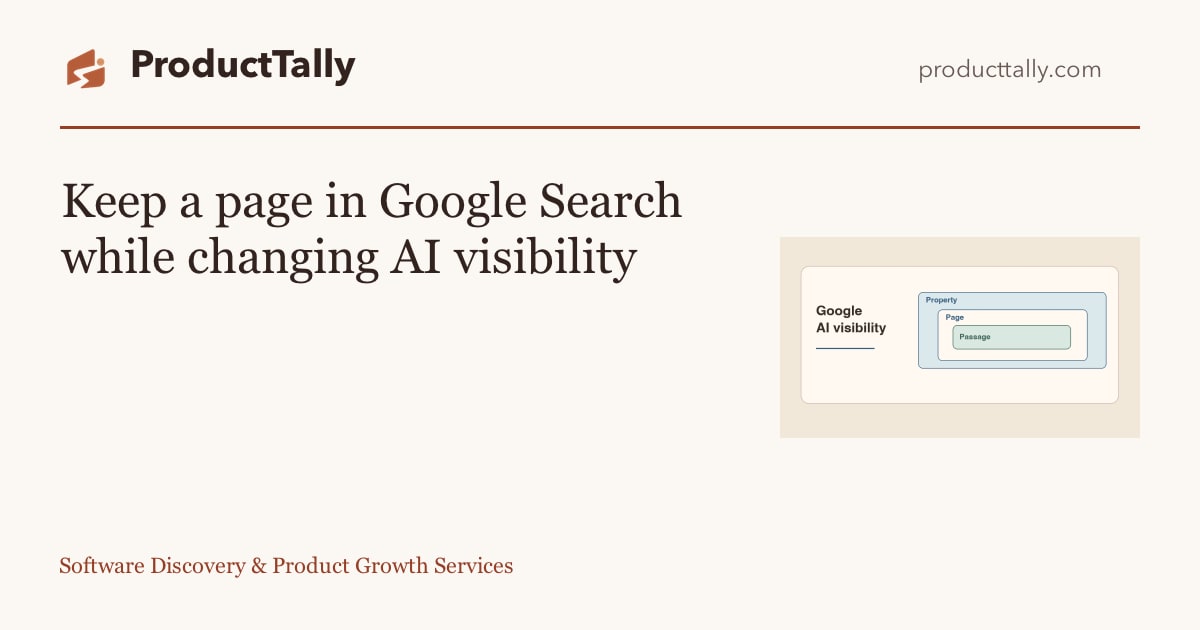 ProductTally
producttally.com
Keep a page in Google Search
while changing AI visibility
Google
AI visibility
Property
Page
Passage
Software Discovery & Product Growth Services